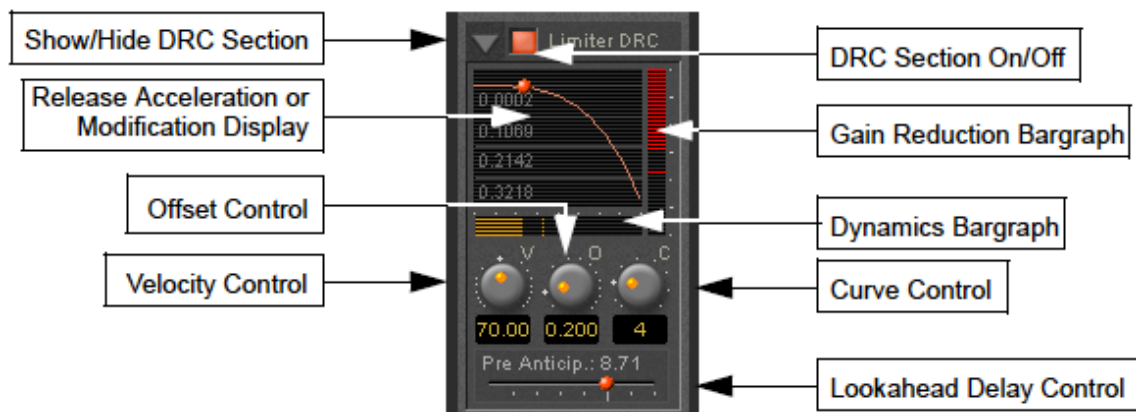 Show/Hide DRC Section
Limiter DRC
DRC Section On/Off
Release Acceleration or
Modification Display
0.0002
0.1069
0.2142
0.3218
Gain Reduction Bargraph
Offset Control
Dynamics Bargraph
Velocity Control
V
O
C
Curve Control
70.00
0.200
4
Pre Anticip.: 8.71
Lookahead Delay Control